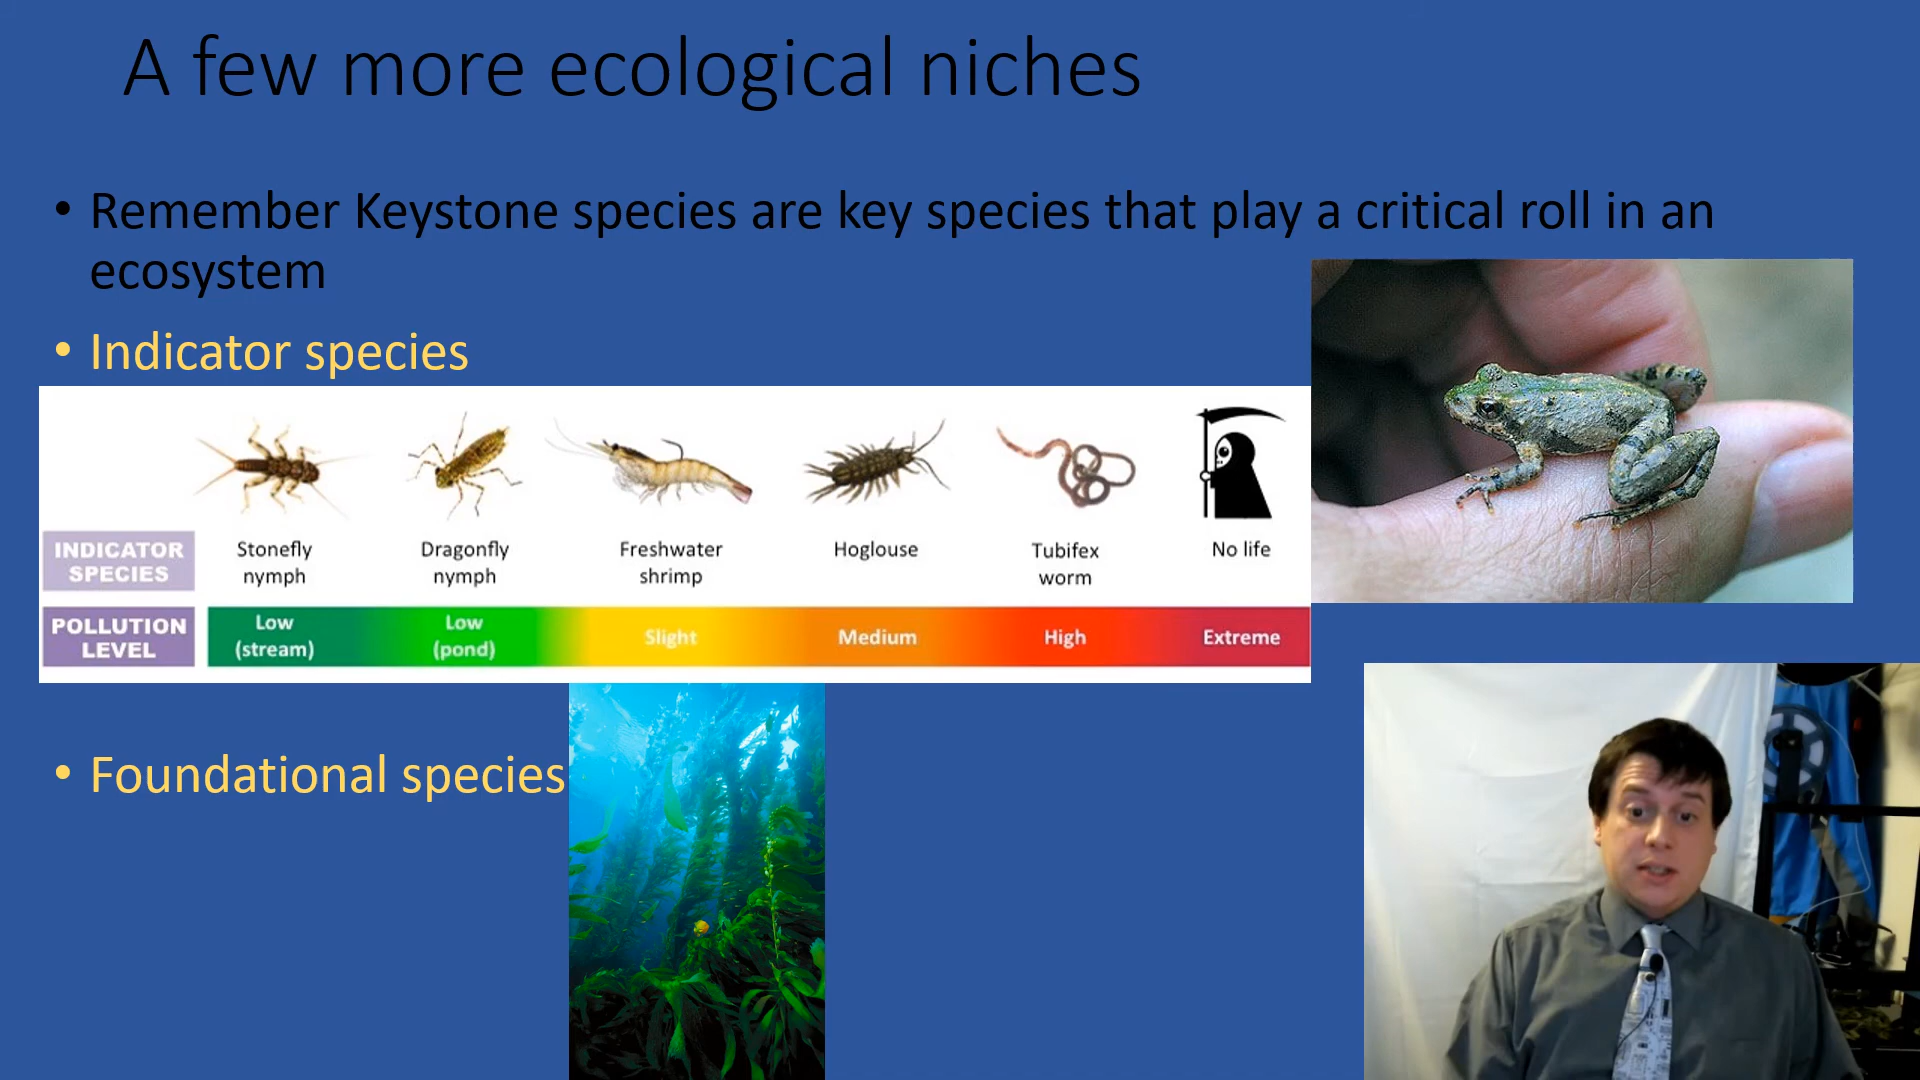 A few more ecological niches
• Remember Keystone species are key species that play a critical roll in an
ecosystem
• Indicator species
INDICATOR
SPECIES
Stonefly
nymph
Dragonfly
nymph
Freshwater
shrimp
Hoglouse
Tubifex
worm
No life
POLLUTION
LEVEL
Low
(stream)
Low
(pond)
Slight
Medium
High
Extreme
• Foundational species